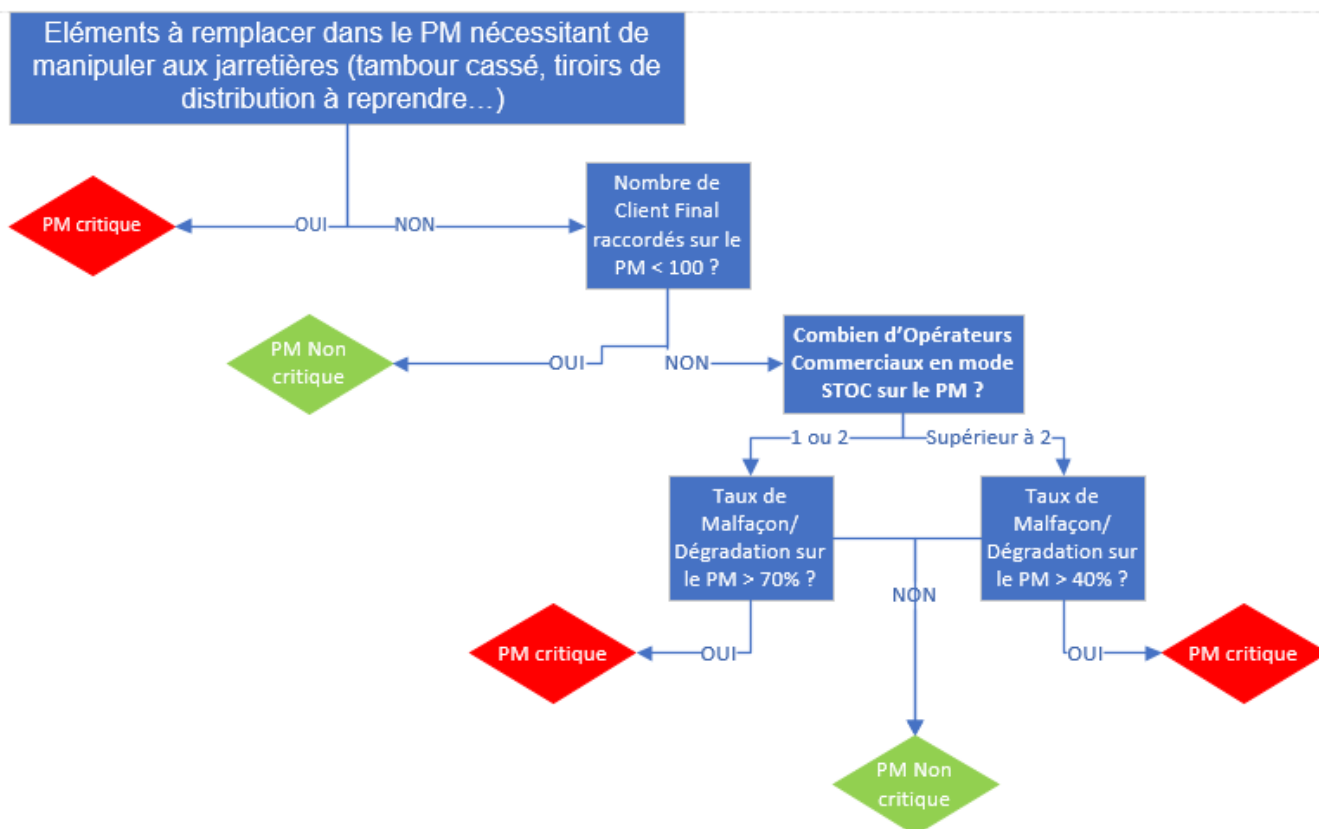 Eléments à remplacer dans le PM nécessitant de
manipuler aux jarretières (tambour cassé, tiroirs de
distribution à reprendre…)
PM critique
OUI
NON
Nombre de
Client Final
raccordés sur le
PM < 100 ?
PM Non
critique
OUI
NON
Combien d’Opérateurs
Commerciaux en mode
STOC sur le PM ?
1 ou 2
Supérieur à 2
Taux de
Malfaçon/
Dégradation sur
le PM > 70% ?
Taux de
Malfaçon/
Dégradation sur
le PM > 40% ?
NON
PM critique
OUI
OUI
PM critique
PM Non
critique